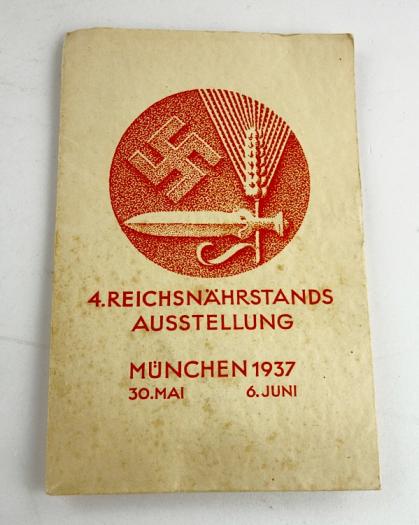 4. REICHSNÄHRSTANDS
AUSSTELLUNG
MÜNCHEN 1937
30. MAI 6. JUNI